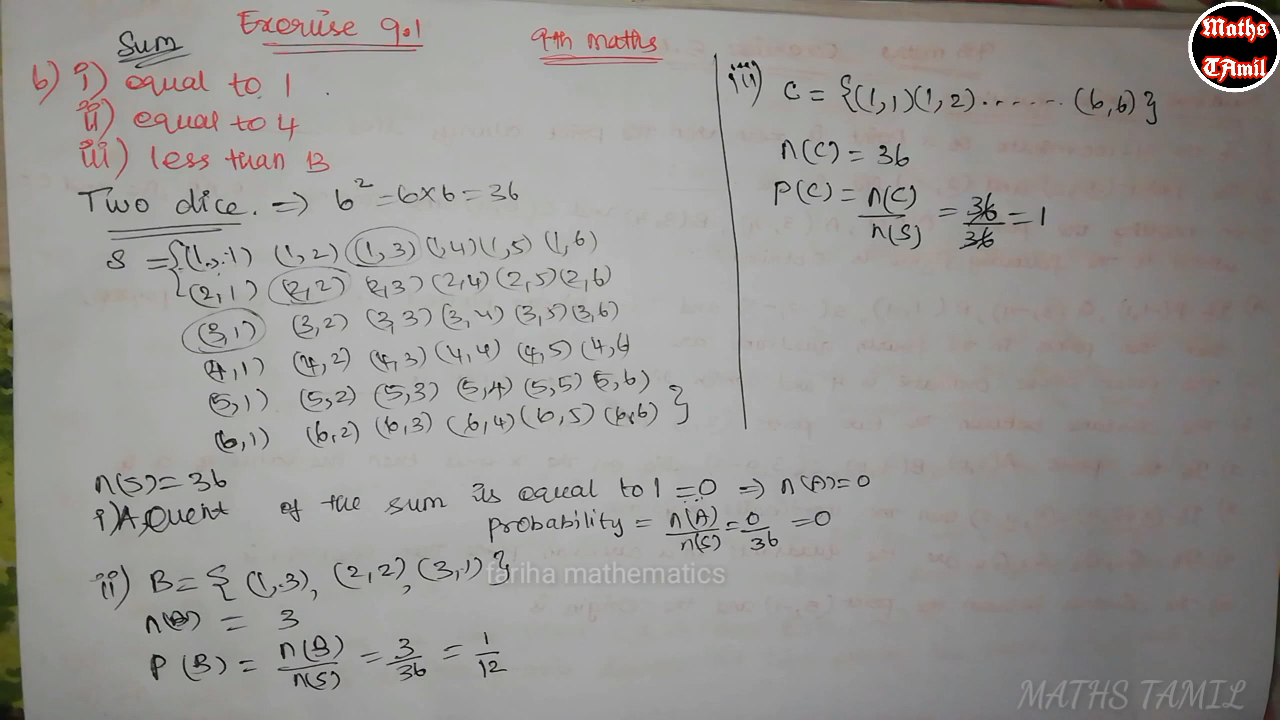 Exercise 9.1
9th maths
Sum
6) i) equal to 1
ii) equal to 4
iii) less than 13
Two dice. => 6² = 6×6 = 36
S = {(1,1) (1,2) (1,3) (1,4) (1,5) (1,6)
(2,1) (2,2) (2,3) (2,4) (2,5) (2,6)
(3,1) (3,2) (3,3) (3,4) (3,5) (3,6)
(4,1) (4,2) (4,3) (4,4) (4,5) (4,6)
(5,1) (5,2) (5,3) (5,4) (5,5) (5,6)
(6,1) (6,2) (6,3) (6,4) (6,5) (6,6) }
n(S) = 36
i) A, Event of the sum is equal to 1 = 0 => n(A) = 0
probability = n(A)/n(S) = 0/36 = 0
ii) B = { (1,3), (2,2), (3,1) }
n(B) = 3
P(B) = n(B)/n(S) = 3/36 = 1/12
iii) C = {(1,1)(1,2)....... (6,6)}
n(C) = 36
P(C) = n(C)/n(S) = 36/36 = 1
Maths
TAmil
fariha mathematics
MATHS TAMIL